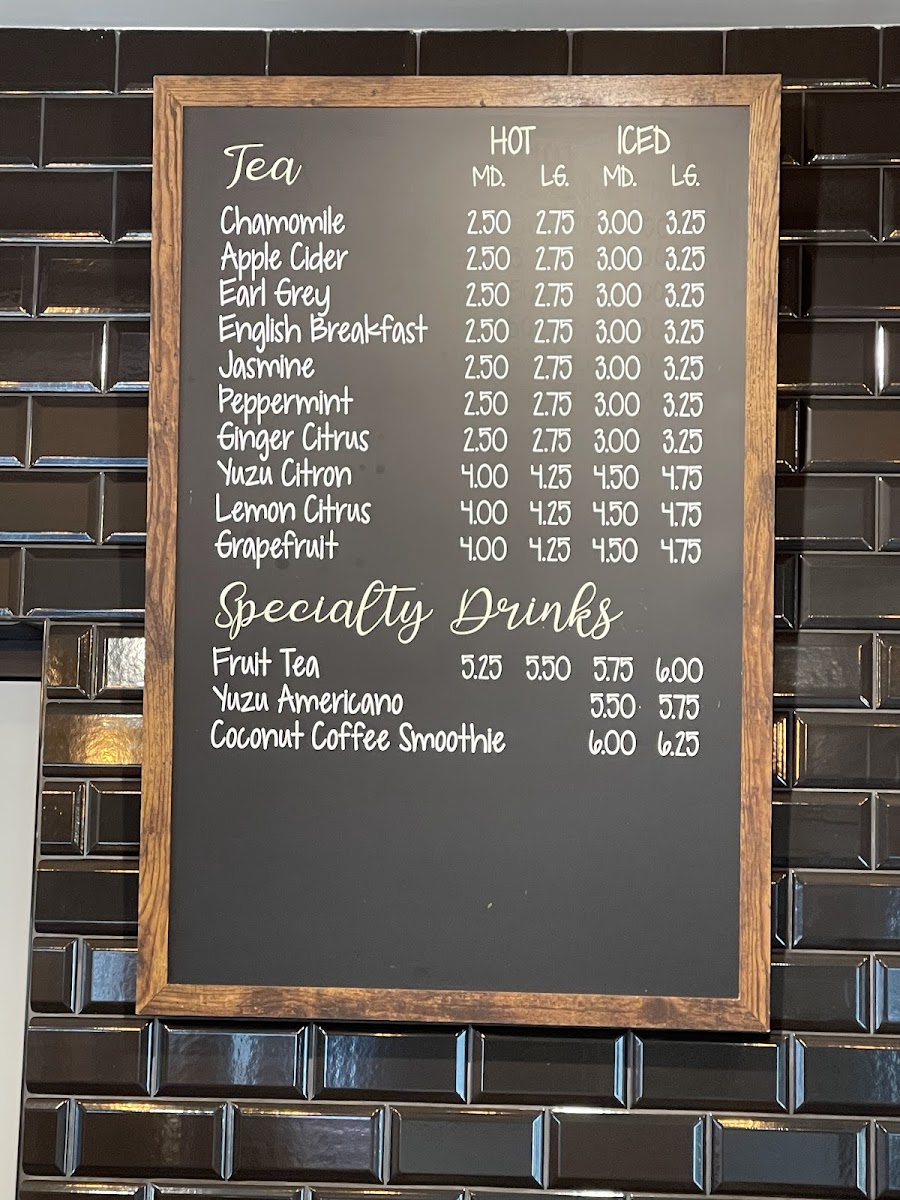 HOT ICED
Tea MD. LG. MD. LG.
Chamomile 2.50 2.75 3.00 3.25
Apple Cider 2.50 2.75 3.00 3.25
Earl Grey 2.50 2.75 3.00 3.25
English Breakfast 2.50 2.75 3.00 3.25
Jasmine 2.50 2.75 3.00 3.25
Peppermint 2.50 2.75 3.00 3.25
Ginger Citrus 2.50 2.75 3.00 3.25
Yuzu Citron 4.00 4.25 4.50 4.75
Lemon Citrus 4.00 4.25 4.50 4.75
Grapefruit 4.00 4.25 4.50 4.75
Specialty Drinks
Fruit Tea 5.25 5.50 5.75 6.00
Yuzu Americano 5.50 5.75
Coconut Coffee Smoothie 6.00 6.25